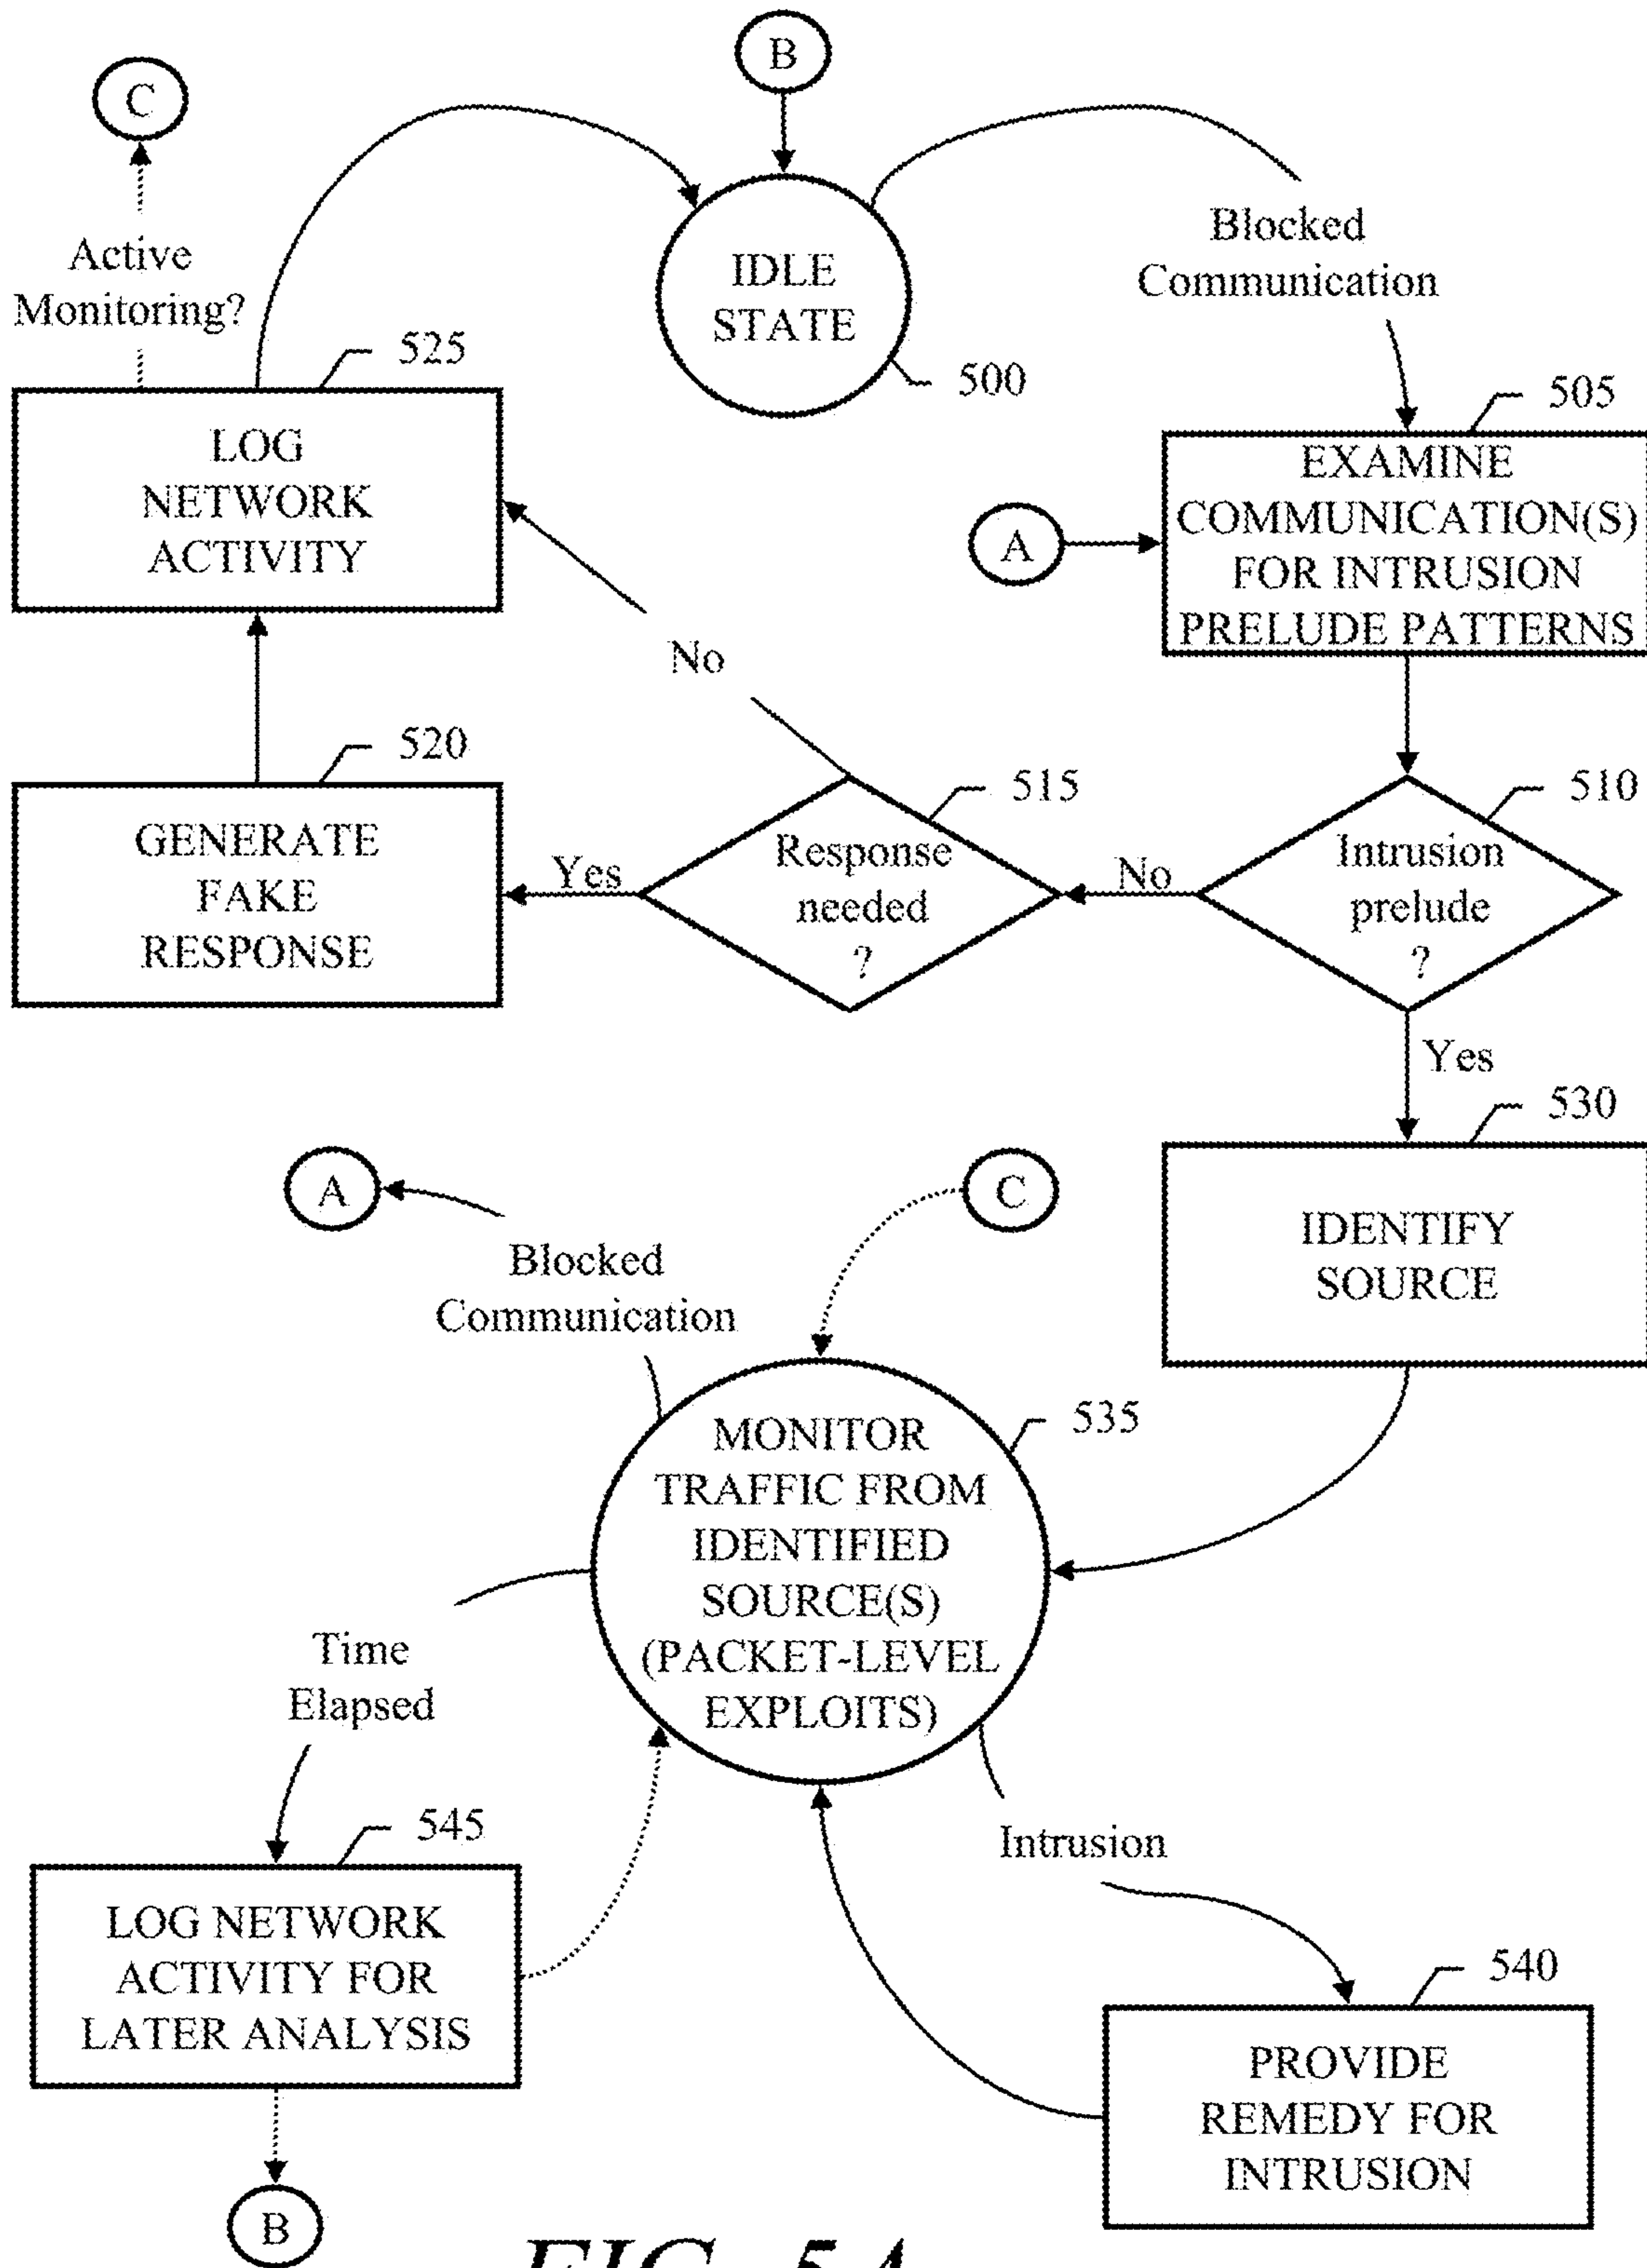 B
C
Active
Monitoring?
IDLE
STATE
500
Blocked
Communication
525
LOG
NETWORK
ACTIVITY
505
EXAMINE
COMMUNICATION(S)
FOR INTRUSION
PRELUDE PATTERNS
A
No
520
GENERATE
FAKE
RESPONSE
Yes
515
Response
needed
?
No
510
Intrusion
prelude
?
Yes
530
IDENTIFY
SOURCE
A
Blocked
Communication
C
535
MONITOR
TRAFFIC FROM
IDENTIFIED
SOURCE(S)
(PACKET-LEVEL
EXPLOITS)
Time
Elapsed
545
LOG NETWORK
ACTIVITY FOR
LATER ANALYSIS
Intrusion
540
PROVIDE
REMEDY FOR
INTRUSION
B
FIG. 5A